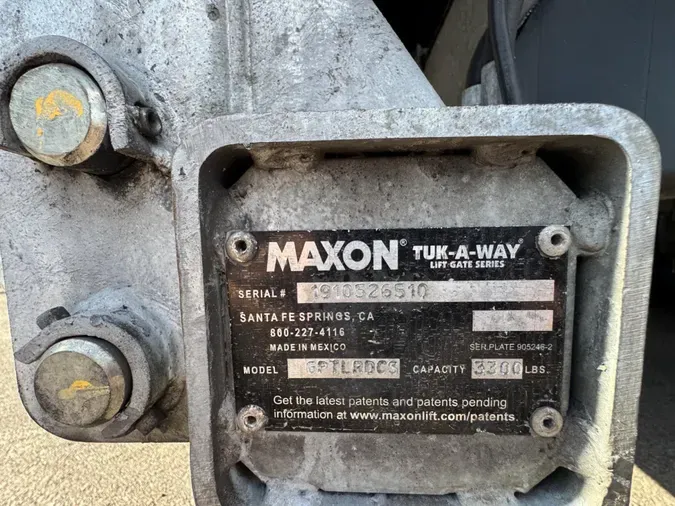 MAXON® TUK-A-WAY®
LIFT GATE SERIES
SERIAL # 1910526510
SANTA FE SPRINGS, CA
800-227-4116
MADE IN MEXICO SER.PLATE 905248-2
MODEL GPTLRDC3 CAPACITY 3300 LBS.
Get the latest patents and patents pending
information at www.maxonlift.com/patents.